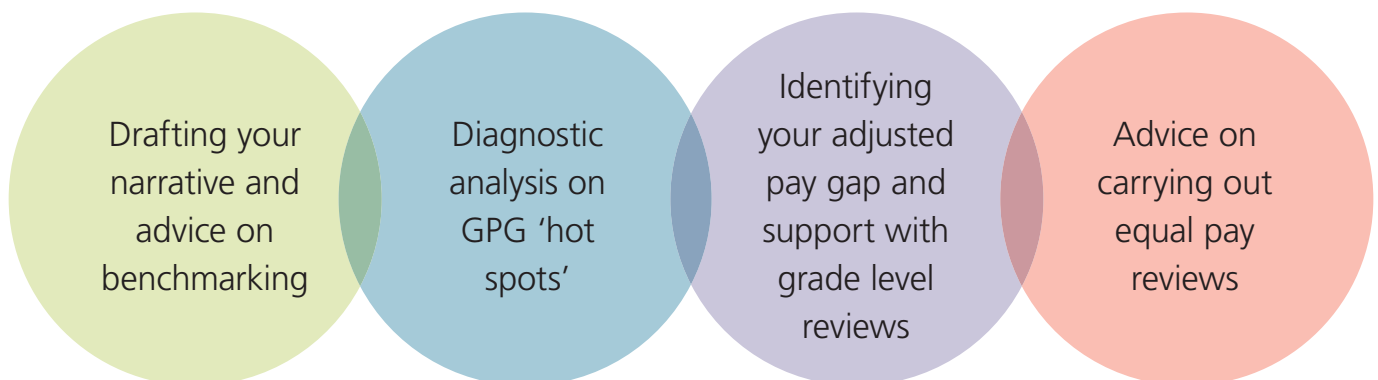 Drafting your
narrative and
advice on
benchmarking
Diagnostic
analysis on
GPG ‘hot
spots’
Identifying
your adjusted
pay gap and
support with
grade level
reviews
Advice on
carrying out
equal pay
reviews